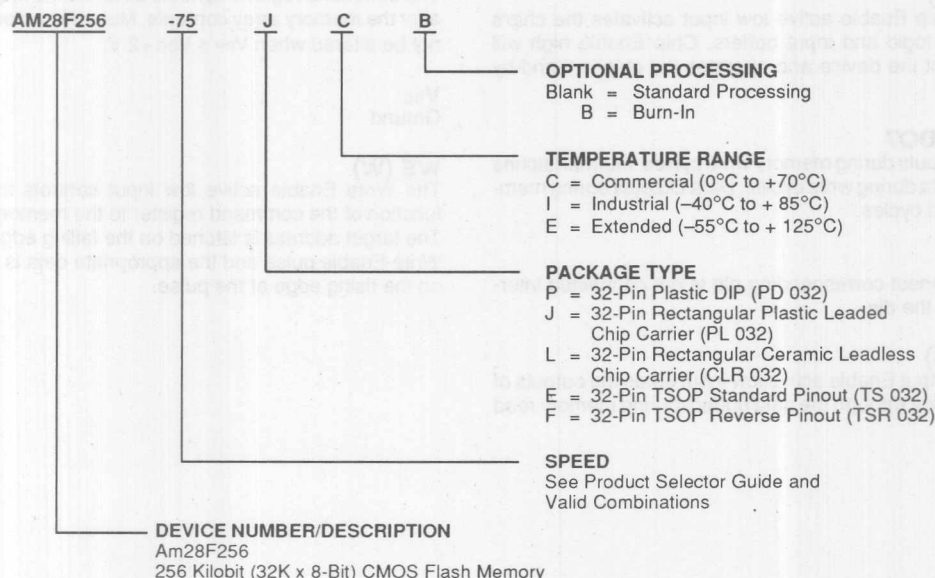 AM28F256 -75 J C B
OPTIONAL PROCESSING
Blank = Standard Processing
B = Burn-In
TEMPERATURE RANGE
C = Commercial (0°C to +70°C)
I = Industrial (–40°C to + 85°C)
E = Extended (–55°C to + 125°C)
PACKAGE TYPE
P = 32-Pin Plastic DIP (PD 032)
J = 32-Pin Rectangular Plastic Leaded
Chip Carrier (PL 032)
L = 32-Pin Rectangular Ceramic Leadless
Chip Carrier (CLR 032)
E = 32-Pin TSOP Standard Pinout (TS 032)
F = 32-Pin TSOP Reverse Pinout (TSR 032)
SPEED
See Product Selector Guide and
Valid Combinations
DEVICE NUMBER/DESCRIPTION
Am28F256
256 Kilobit (32K x 8-Bit) CMOS Flash Memory